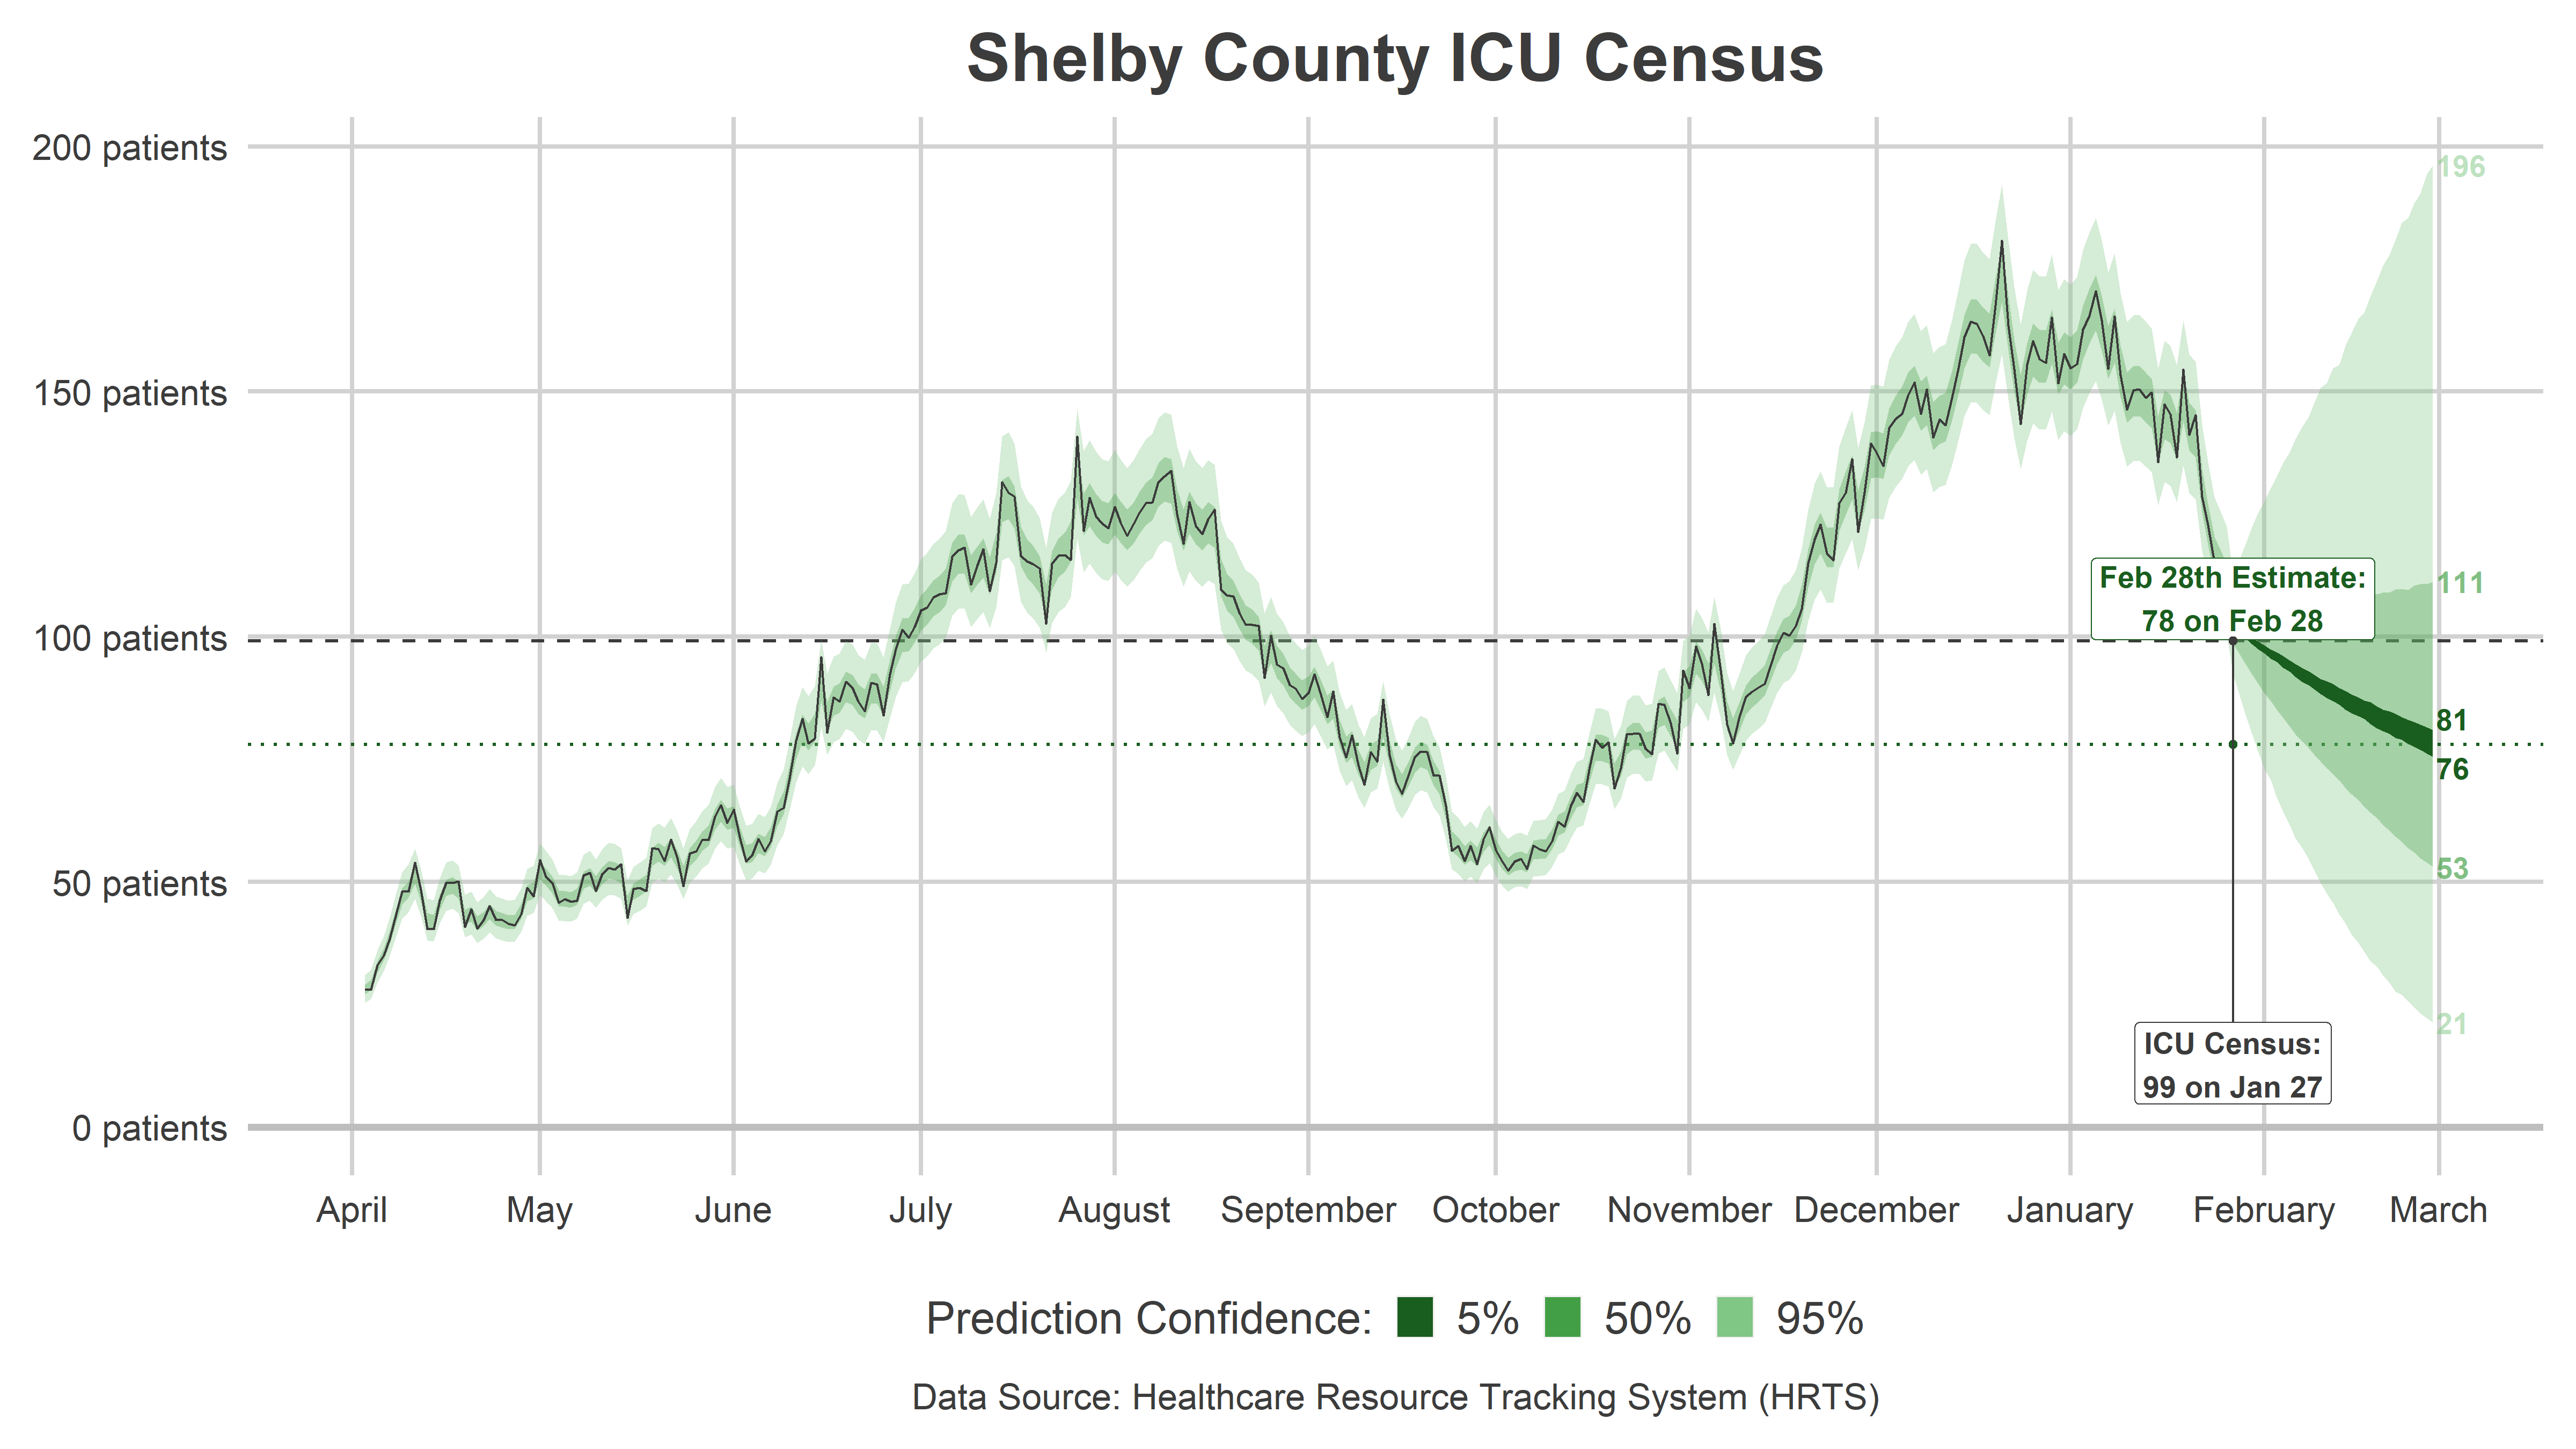 Shelby County ICU Census
200 patients
150 patients
100 patients
50 patients
0 patients
196
111
81
76
53
21
Feb 28th Estimate:
78 on Feb 28
ICU Census:
99 on Jan 27
April May June July August September October November December January February March
Prediction Confidence: 5% 50% 95%
Data Source: Healthcare Resource Tracking System (HRTS)